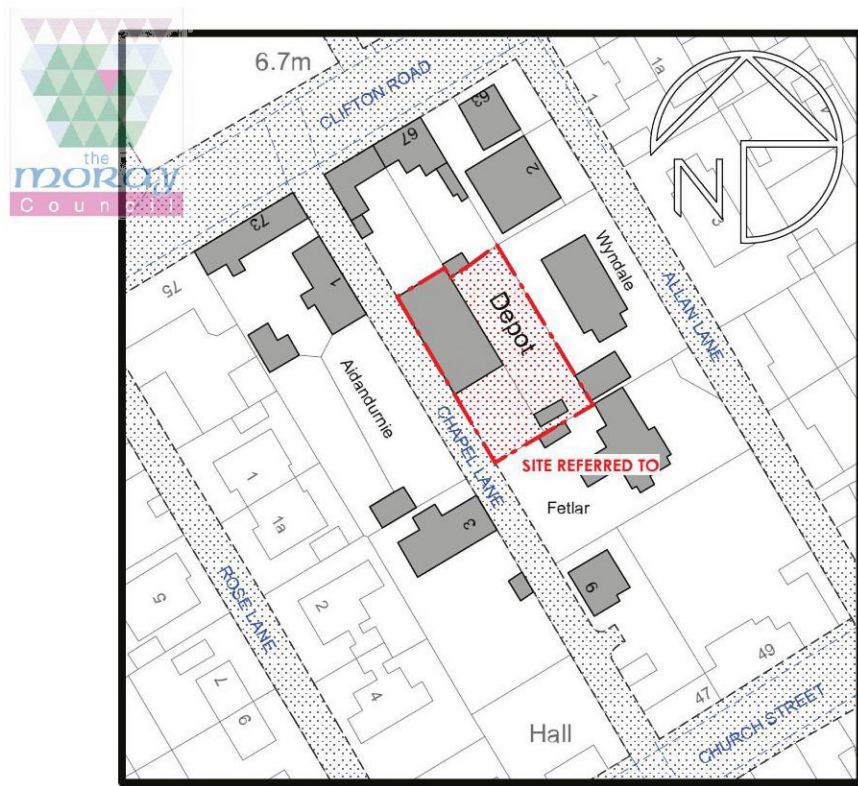 the
moray
Council
6.7m
CLIFTON ROAD
63
1
1a
67
2
3
N
73
75
1
Depot
Wyndale
ALLAN LANE
Aidandurnie
CHAPEL LANE
SITE REFERRED TO
1
1a
3
Fetlar
ROSE LANE
5
2
6
7
9
4
Hall
47
49
CHURCH STREET